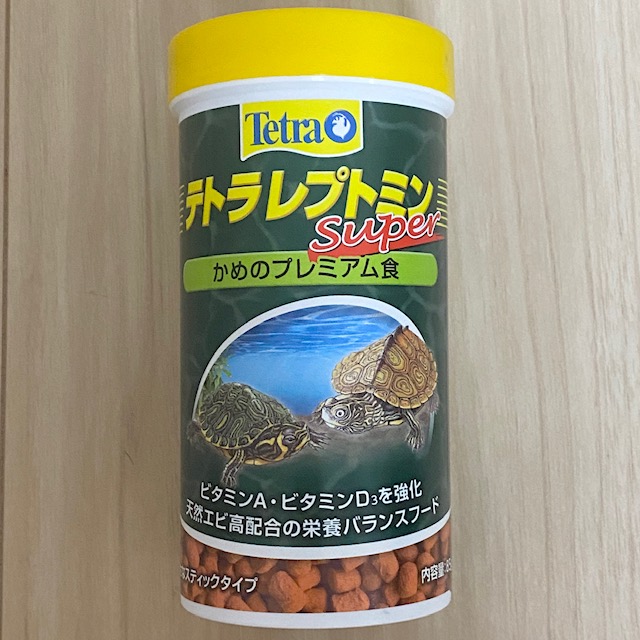 Tetra
テトラ レプトミン
Super
かめのプレミアム食
ビタミンA・ビタミンD₃を強化
天然エビ高配合の栄養バランスフード
スティックタイプ
内容量: